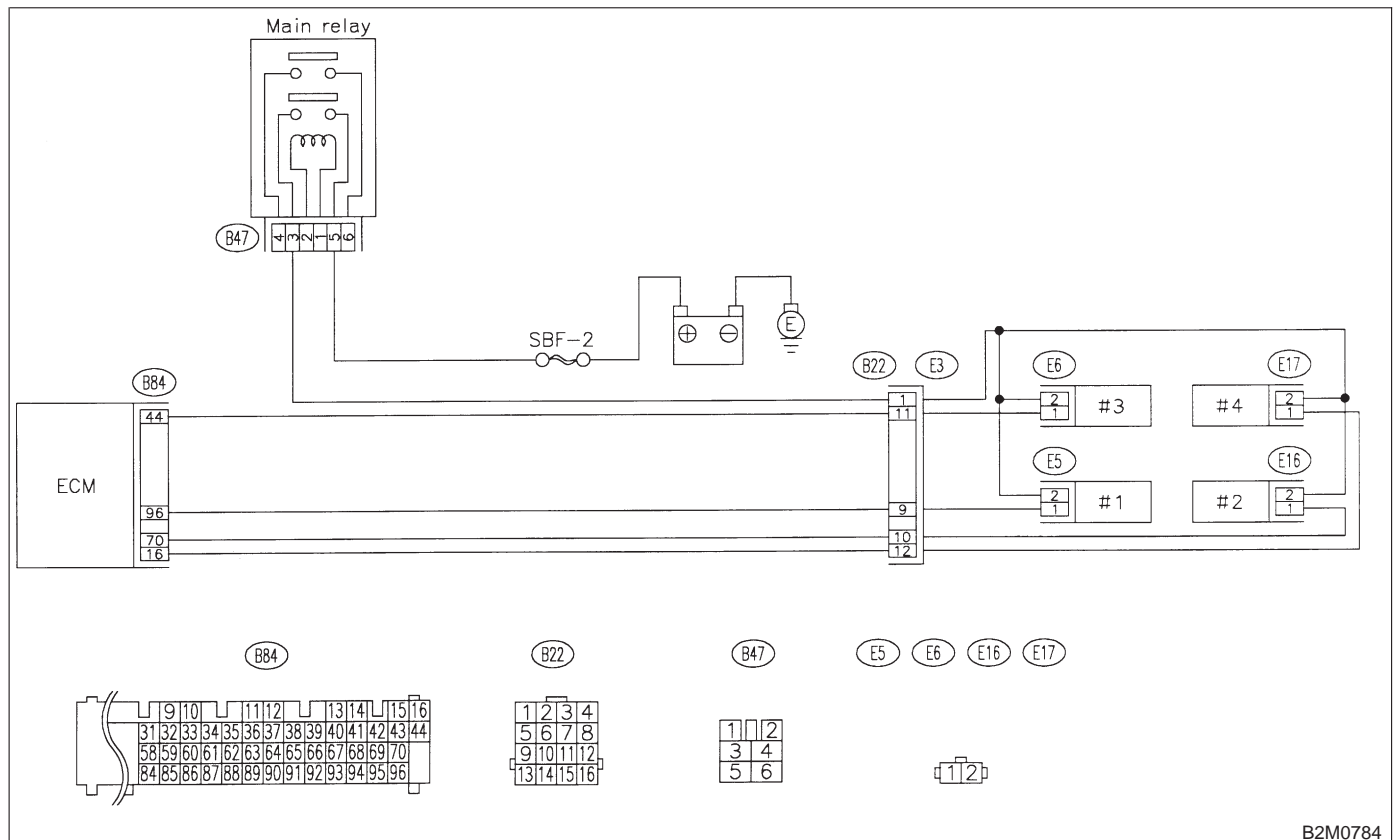 Main relay
B47
4 3 2 1 5 6
SBF-2
E
B84
B22 E3
E6
E17
44
1
11
2
1
#3
#4
2
1
ECM
E5
E16
96
9
2
1
#1
#2
2
1
70
16
10
12
B84
B22
B47
E5 E6 E16 E17
9 10 11 12 13 14 15 16
31 32 33 34 35 36 37 38 39 40 41 42 43 44
58 59 60 61 62 63 64 65 66 67 68 69 70
84 85 86 87 88 89 90 91 92 93 94 95 96
1 2 3 4
5 6 7 8
9 10 11 12
13 14 15 16
1 2
3 4
5 6
1 2
B2M0784